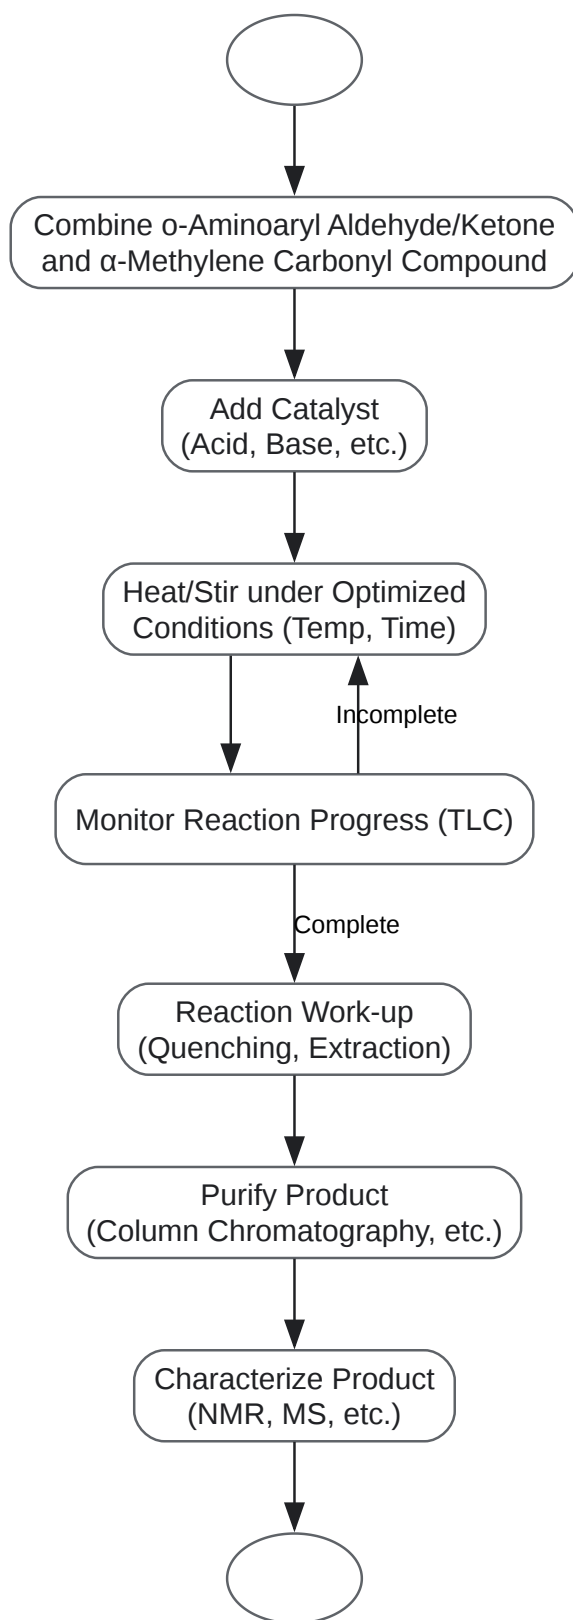 Combine o-Aminoaryl Aldehyde/Ketone
and α-Methylene Carbonyl Compound
Add Catalyst
(Acid, Base, etc.)
Heat/Stir under Optimized
Conditions (Temp, Time)
Incomplete
Monitor Reaction Progress (TLC)
Complete
Reaction Work-up
(Quenching, Extraction)
Purify Product
(Column Chromatography, etc.)
Characterize Product
(NMR, MS, etc.)